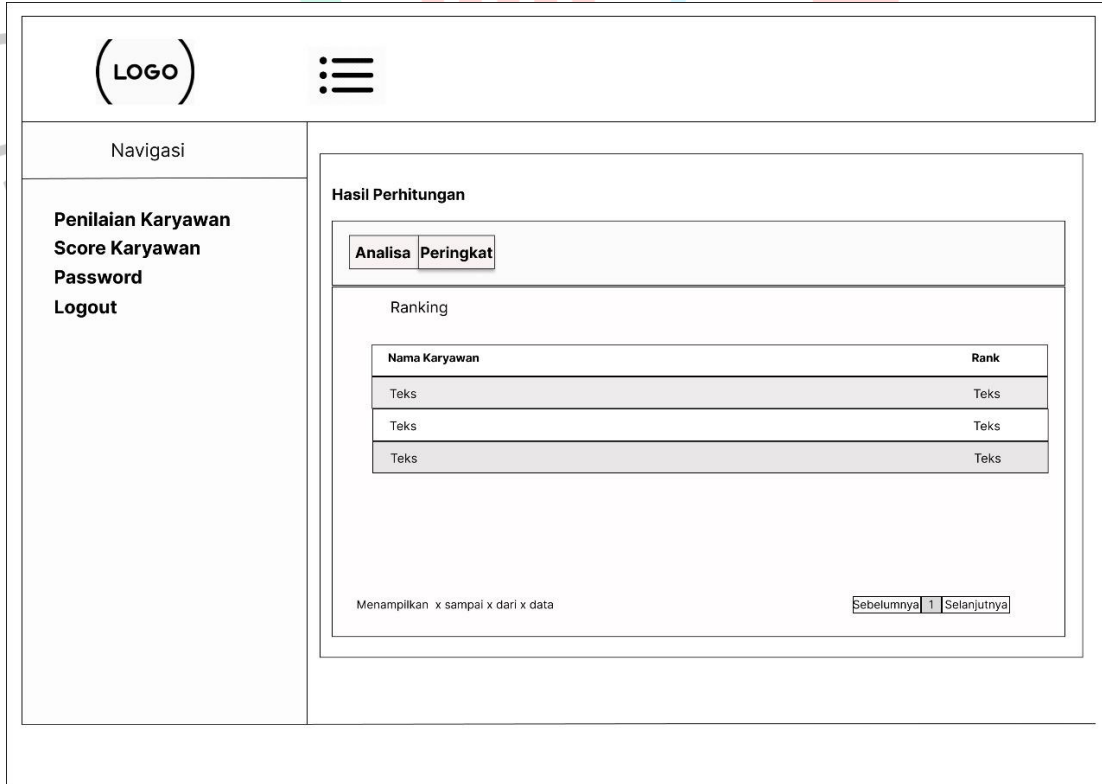 LOGO
Navigasi
Penilaian Karyawan
Score Karyawan
Password
Logout
Hasil Perhitungan
Analisa Peringkat
Ranking
Nama Karyawan Rank
Teks Teks
Teks Teks
Teks Teks
Menampilkan x sampai x dari x data
Sebelumnya 1 Selanjutnya